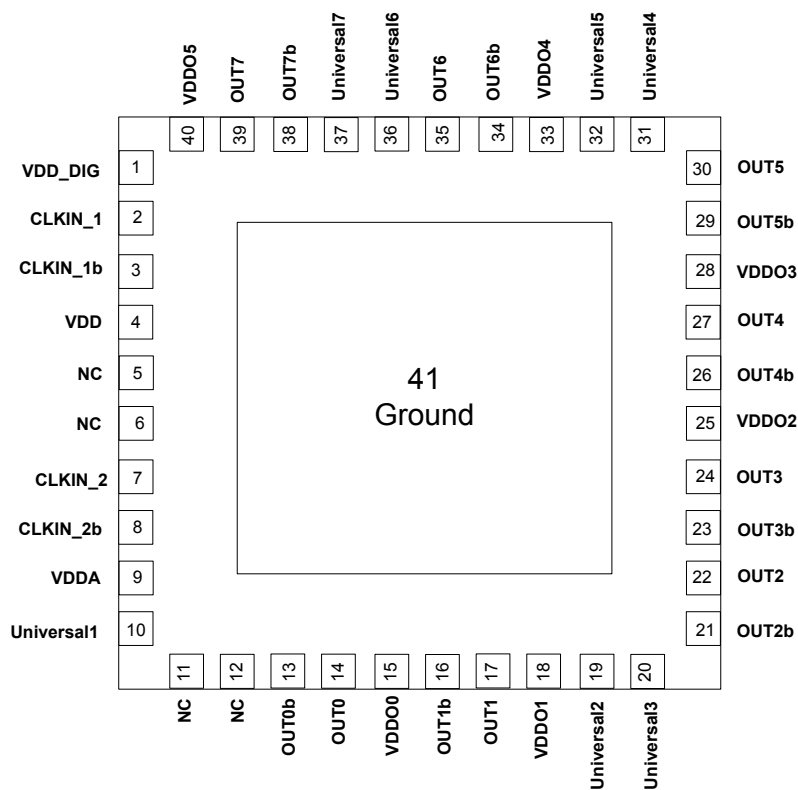 VDDO5
OUT7
OUT7b
Universal7
Universal6
OUT6
OUT6b
VDDO4
Universal5
Universal4
40
39
38
37
36
35
34
33
32
31
VDD_DIG 1
CLKIN_1 2
CLKIN_1b 3
VDD 4
NC 5
NC 6
CLKIN_2 7
CLKIN_2b 8
VDDA 9
Universal1 10
41
Ground
30 OUT5
29 OUT5b
28 VDDO3
27 OUT4
26 OUT4b
25 VDDO2
24 OUT3
23 OUT3b
22 OUT2
21 OUT2b
11
12
13
14
15
16
17
18
19
20
NC
NC
OUT0b
OUT0
VDDO0
OUT1b
OUT1
VDDO1
Universal2
Universal3